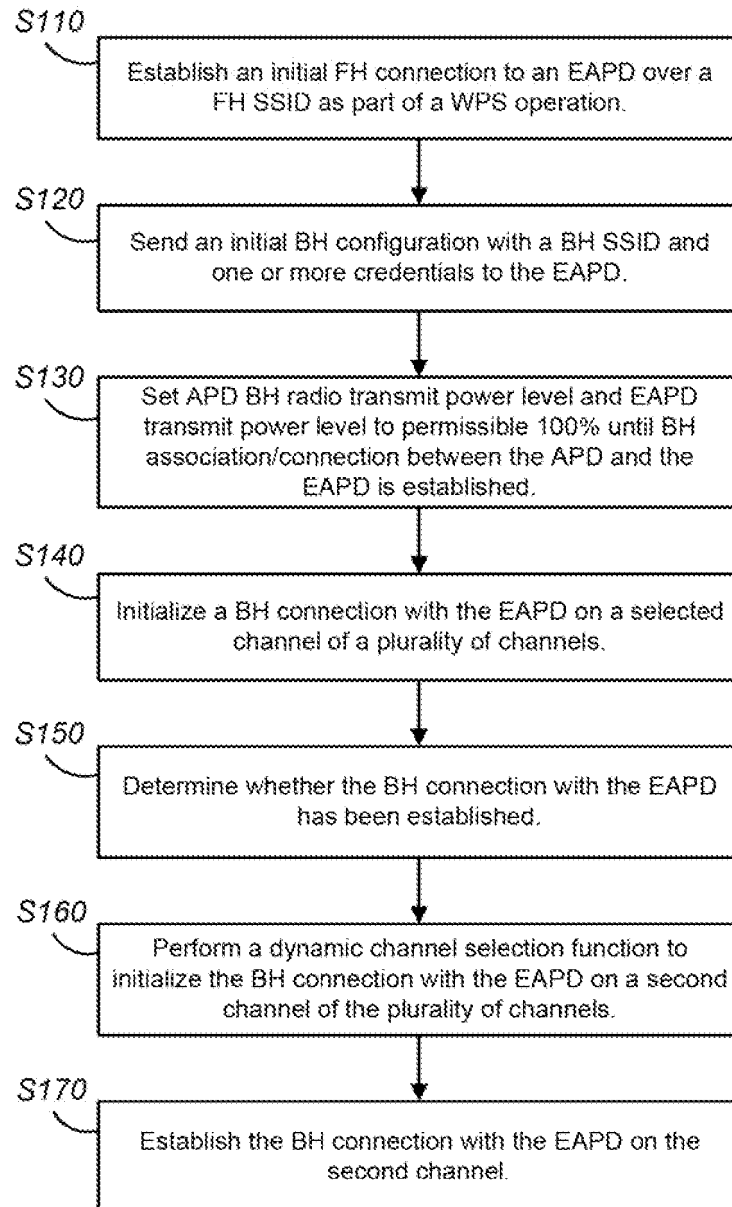 S110
Establish an initial FH connection to an EAPD over a
FH SSID as part of a WPS operation.
S120
Send an initial BH configuration with a BH SSID and
one or more credentials to the EAPD.
S130
Set APD BH radio transmit power level and EAPD
transmit power level to permissible 100% until BH
association/connection between the APD and the
EAPD is established.
S140
Initialize a BH connection with the EAPD on a selected
channel of a plurality of channels.
S150
Determine whether the BH connection with the EAPD
has been established.
S160
Perform a dynamic channel selection function to
initialize the BH connection with the EAPD on a second
channel of the plurality of channels.
S170
Establish the BH connection with the EAPD on the
second channel.